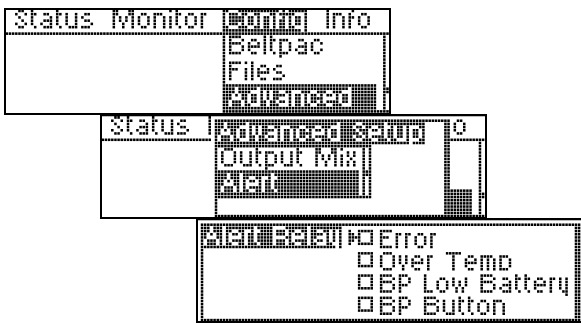 Status Monitor Config Info
Beltpac
Files
Advanced
Status
Advanced Setup
o
Output Mix
Alert
Alert Relay
Error
Over Temp
BP Low Battery
BP Button